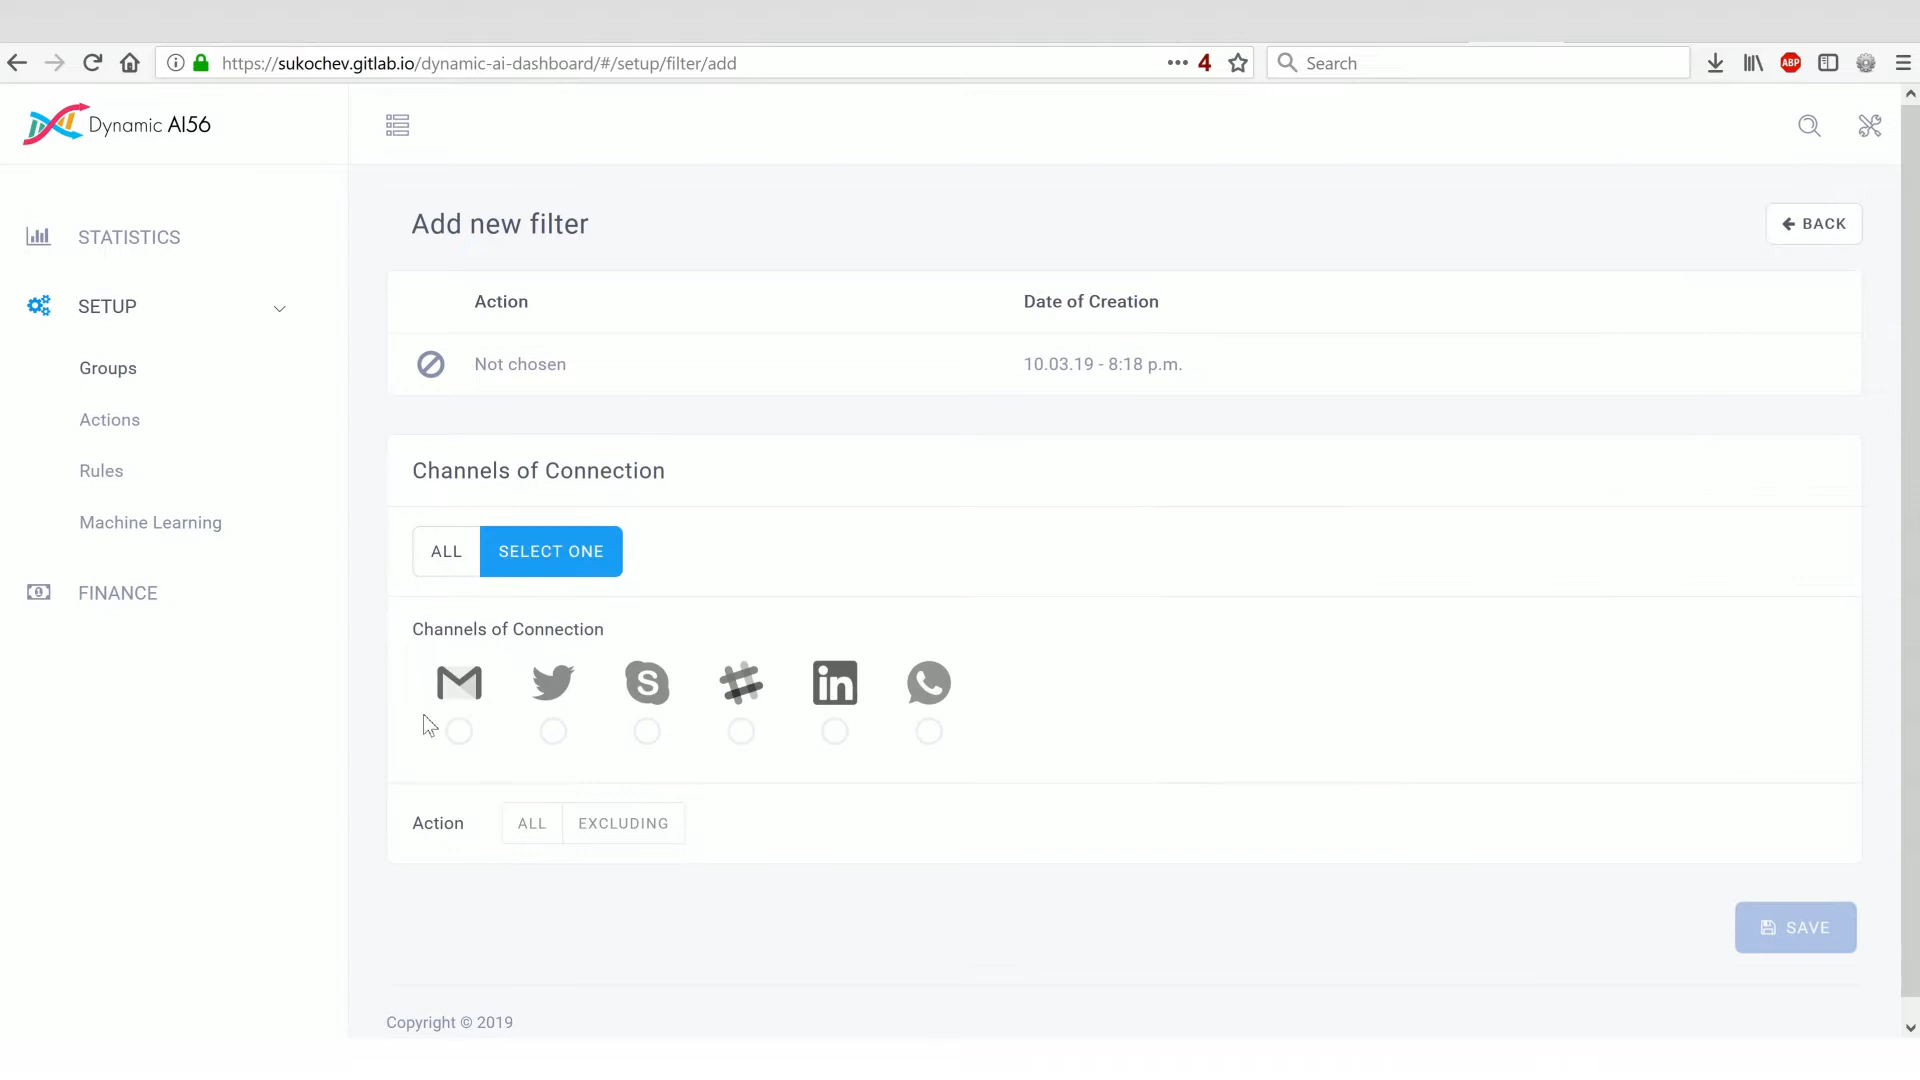 https://sukochev.gitlab.io/dynamic-ai-dashboard/#/setup/filter/add
4
Search
ABP
Dynamic AI56
STATISTICS
SETUP
Groups
Actions
Rules
Machine Learning
FINANCE
Add new filter
BACK
Action
Date of Creation
Not chosen
10.03.19 - 8:18 p.m.
Channels of Connection
ALL
SELECT ONE
Channels of Connection
Action
ALL
EXCLUDING
SAVE
Copyright © 2019